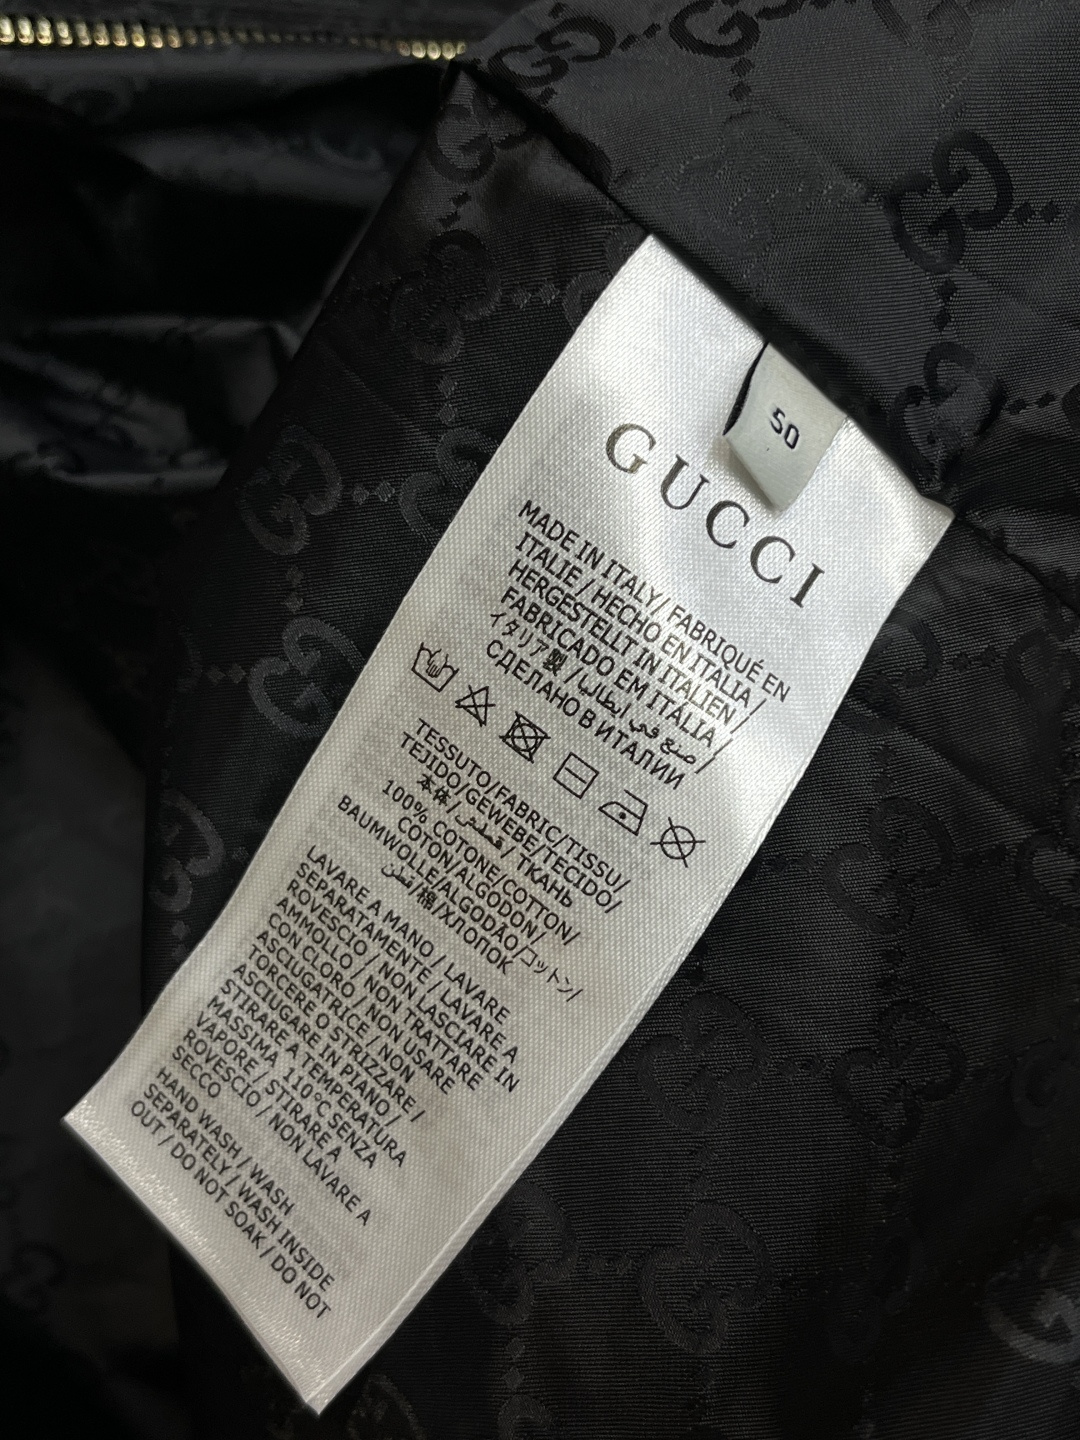 50
GUCCI
MADE IN ITALY/ FABRIQUÉ EN
ITALIE / HECHO EN ITALIA /
HERGESTELLT IN ITALIEN /
FABRICADO EM ITÁLIA /
イタリア製 / صنع في ايطاليا /
СДЕЛАНО В ИТАЛИИ
TESSUTO/FABRIC/TISSU/
TEJIDO/GEWEBE/TECIDO/
本体/قماش/ ТКАНЬ
100% COTONE/COTTON/
COTON/ALGODON/
BAUMWOLLE/ALGODÃO/コットン/
قطن/棉/ХЛОПОК
LAVARE A MANO / LAVARE
SEPARATAMENTE / LAVARE A
ROVESCIO / NON LASCIARE IN
AMMOLLO / NON TRATTARE
CON CLORO / NON USARE
ASCIUGATRICE / NON
TORCERE O STRIZZARE /
ASCIUGARE IN PIANO /
STIRARE A TEMPERATURA
MASSIMA 110°C SENZA
VAPORE / STIRARE A
ROVESCIO / NON LAVARE A
SECCO
HAND WASH / WASH
SEPARATELY / WASH INSIDE
OUT / DO NOT SOAK / DO NOT